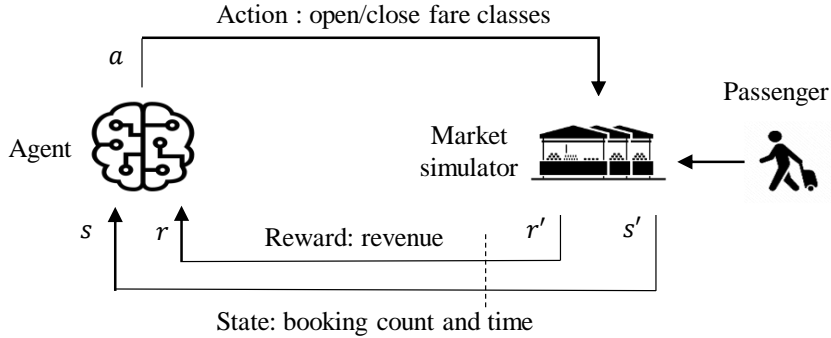 Action : open/close fare classes
a
Passenger
Agent
Market
simulator
s
r
Reward: revenue
r′
s′
State: booking count and time